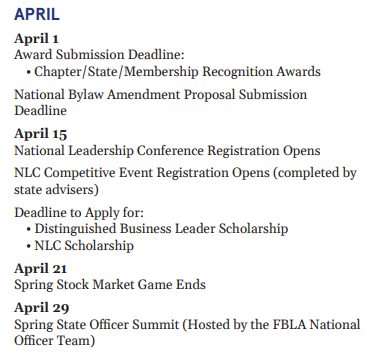 APRIL
April 1
Award Submission Deadline:
• Chapter/State/Membership Recognition Awards
National Bylaw Amendment Proposal Submission
Deadline
April 15
National Leadership Conference Registration Opens
NLC Competitive Event Registration Opens (completed by
state advisers)
Deadline to Apply for:
• Distinguished Business Leader Scholarship
• NLC Scholarship
April 21
Spring Stock Market Game Ends
April 29
Spring State Officer Summit (Hosted by the FBLA National
Officer Team)